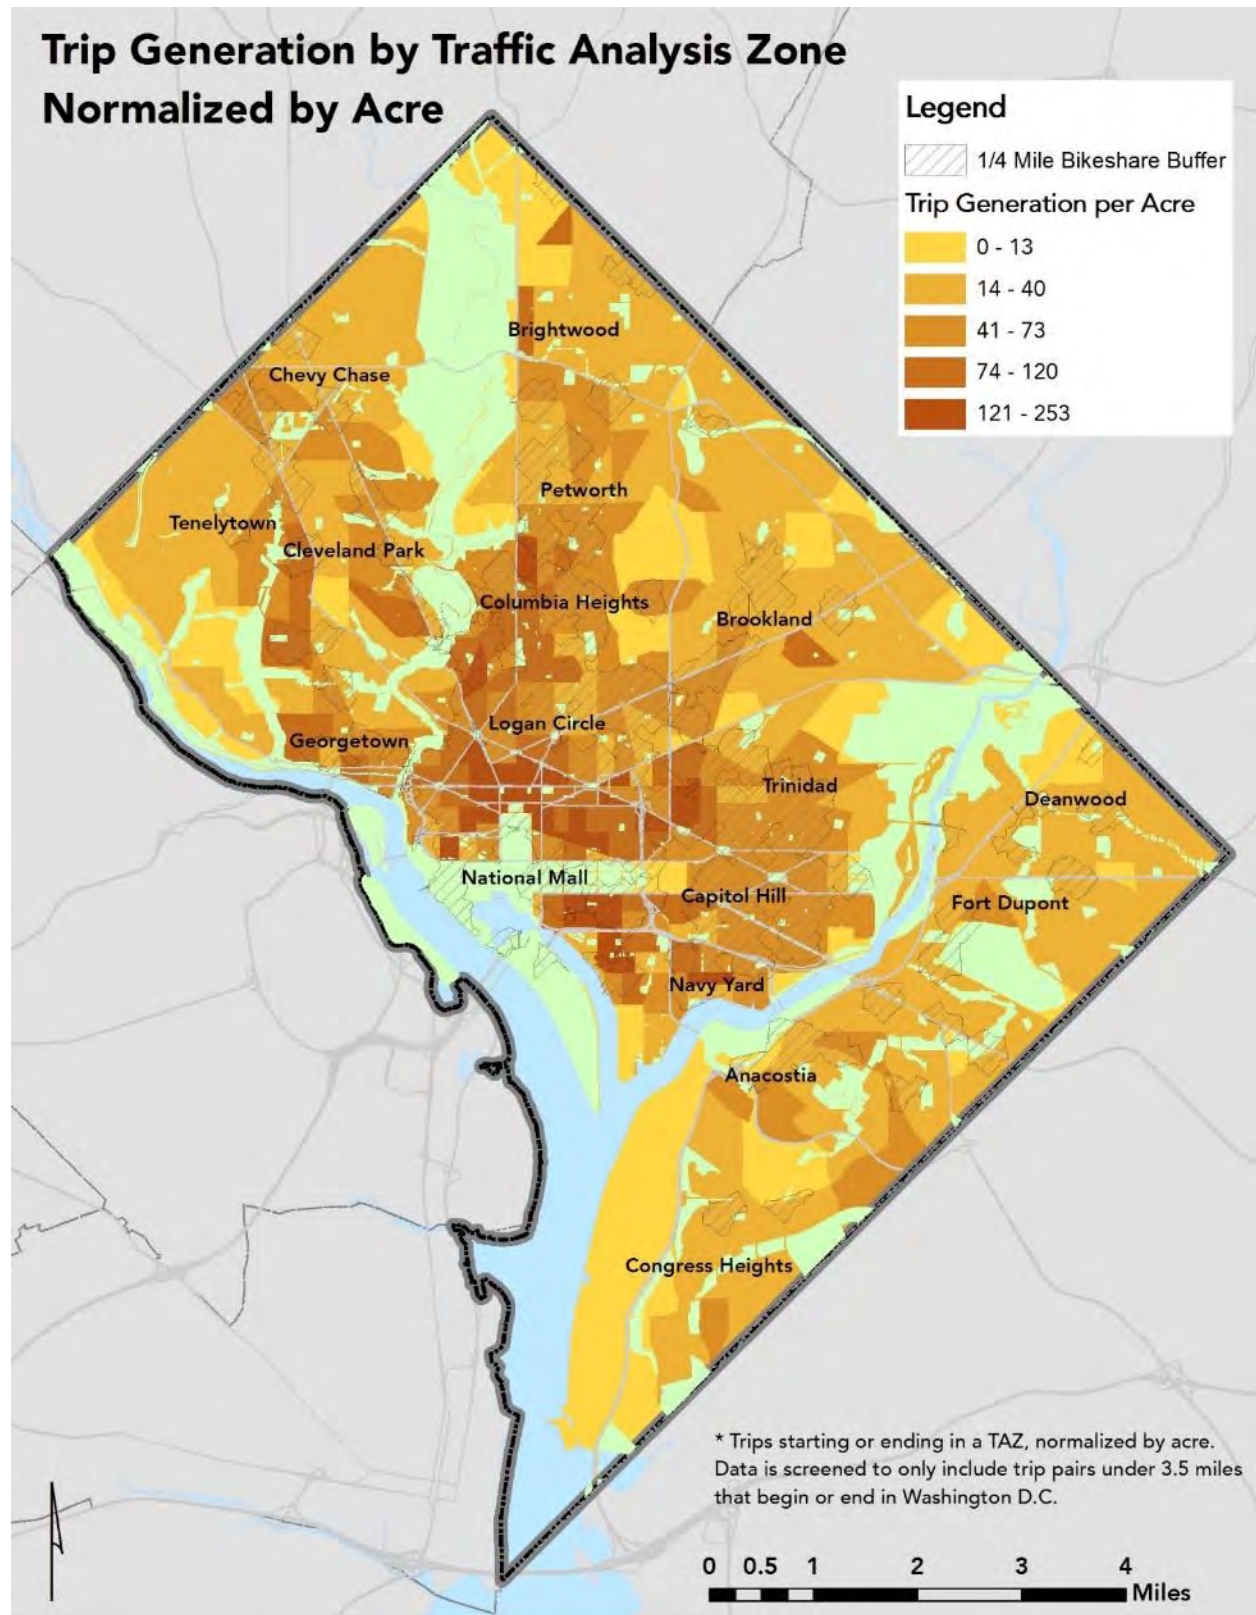 Trip Generation by Traffic Analysis Zone
Normalized by Acre
Legend
1/4 Mile Bikeshare Buffer
Trip Generation per Acre
0 - 13
14 - 40
41 - 73
74 - 120
121 - 253
Brightwood
Chevy Chase
Petworth
Tenelytown
Cleveland Park
Columbia Heights
Brookland
Logan Circle
Georgetown
Trinidad
Deanwood
National Mall
Capitol Hill
Fort Dupont
Navy Yard
Anacostia
Congress Heights
* Trips starting or ending in a TAZ, normalized by acre.
Data is screened to only include trip pairs under 3.5 miles
that begin or end in Washington D.C.
0 0.5 1 2 3 4
Miles